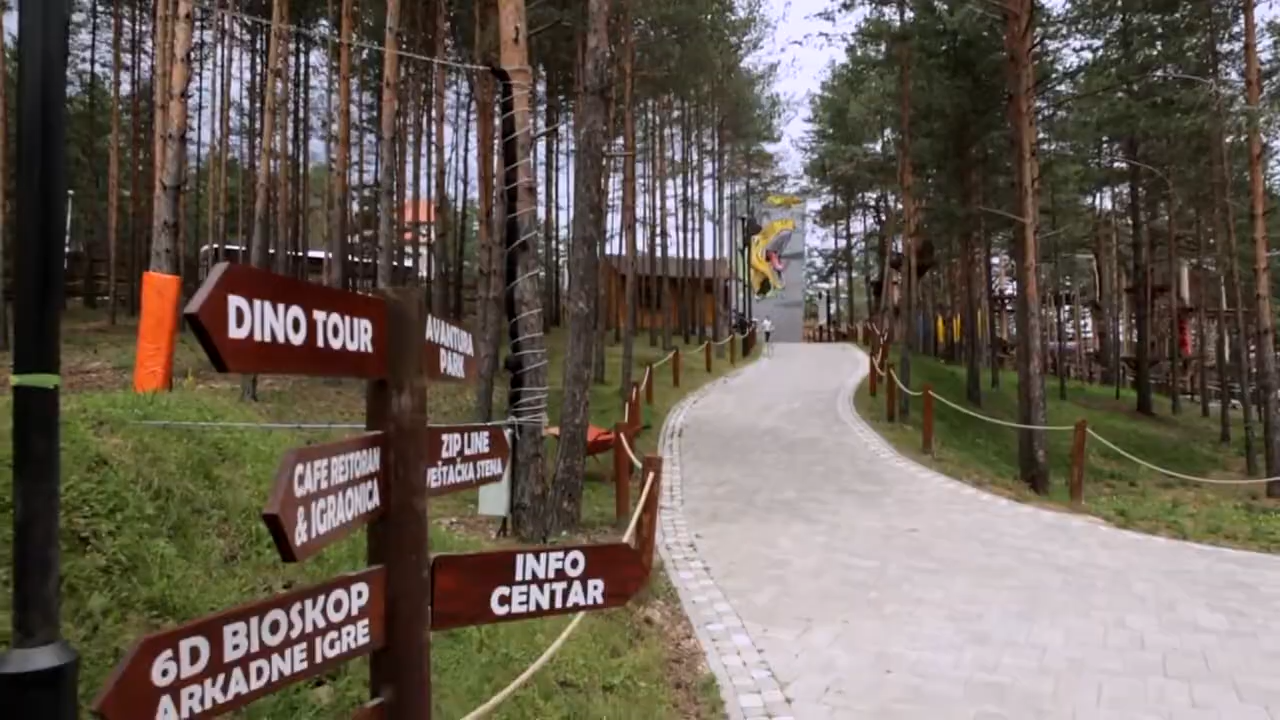 DINO TOUR
AVANTURA
PARK
CAFE RESTORAN
& IGRAONICA
ZIP LINE
VEŠTAČKA STENA
INFO
CENTAR
6D BIOSKOP
ARKADNE IGRE